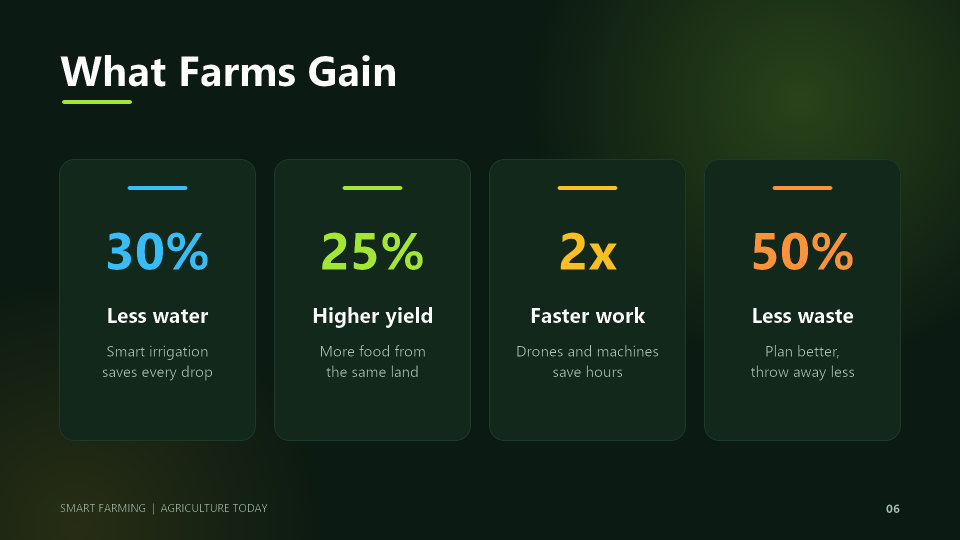 What Farms Gain
30%
Less water
Smart irrigation
saves every drop
25%
Higher yield
More food from
the same land
2x
Faster work
Drones and machines
save hours
50%
Less waste
Plan better,
throw away less
SMART FARMING | AGRICULTURE TODAY
06